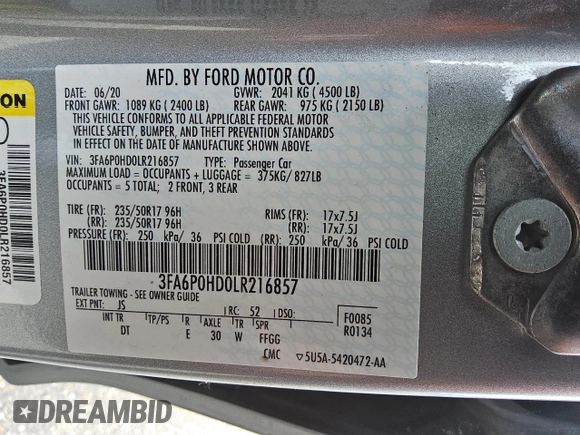 MFD. BY FORD MOTOR CO.
DATE: 06/20 GVWR: 2041 KG ( 4500 LB)
FRONT GAWR: 1089 KG ( 2400 LB) REAR GAWR: 975 KG ( 2150 LB)
THIS VEHICLE CONFORMS TO ALL APPLICABLE FEDERAL MOTOR
VEHICLE SAFETY, BUMPER, AND THEFT PREVENTION STANDARDS IN
EFFECT ON THE DATE OF MANUFACTURE SHOWN ABOVE.
VIN: 3FA6P0HD0LR216857 TYPE: Passenger Car
MAXIMUM LOAD = OCCUPANTS + LUGGAGE = 375KG/ 827LB
OCCUPANTS = 5 TOTAL; 2 FRONT, 3 REAR
TIRE (FR): 235/50R17 96H RIMS (FR): 17x7.5J
(RR): 235/50R17 96H (RR): 17x7.5J
PRESSURE (FR): 250 kPa/ 36 PSI COLD (RR): 250 kPa/ 36 PSI COLD
3FA6P0HD0LR216857
TRAILER TOWING - SEE OWNER GUIDE
EXT PNT: JS RC: 52 DSO: F0085
INT TR TP/PS R AXLE TR SPR R0134
DT E 30 W FFGG
CMC ▽5U5A-5420472-AA
ION
3FA6P0HD0LR216857
DREAMBID